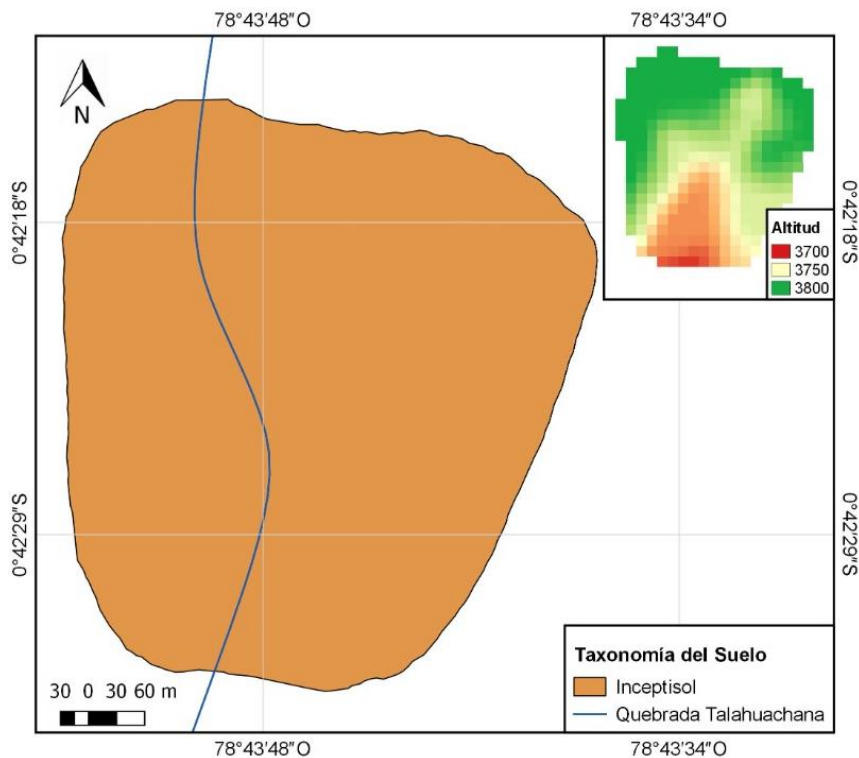 78°43'48"O
78°43'34"O
N
0°42'18"S
0°42'18"S
Altitud
3700
3750
3800
0°42'29"S
0°42'29"S
Taxonomía del Suelo
Inceptisol
Quebrada Talahuachana
30 0 30 60 m
78°43'48"O
78°43'34"O